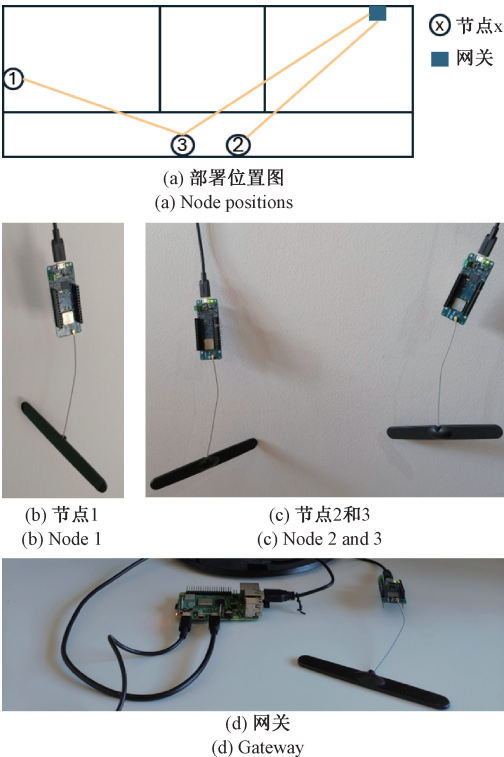 x 节点x
网关
1
3 2
(a) 部署位置图
(a) Node positions
(b) 节点1
(b) Node 1
(c) 节点2和3
(c) Node 2 and 3
(d) 网关
(d) Gateway